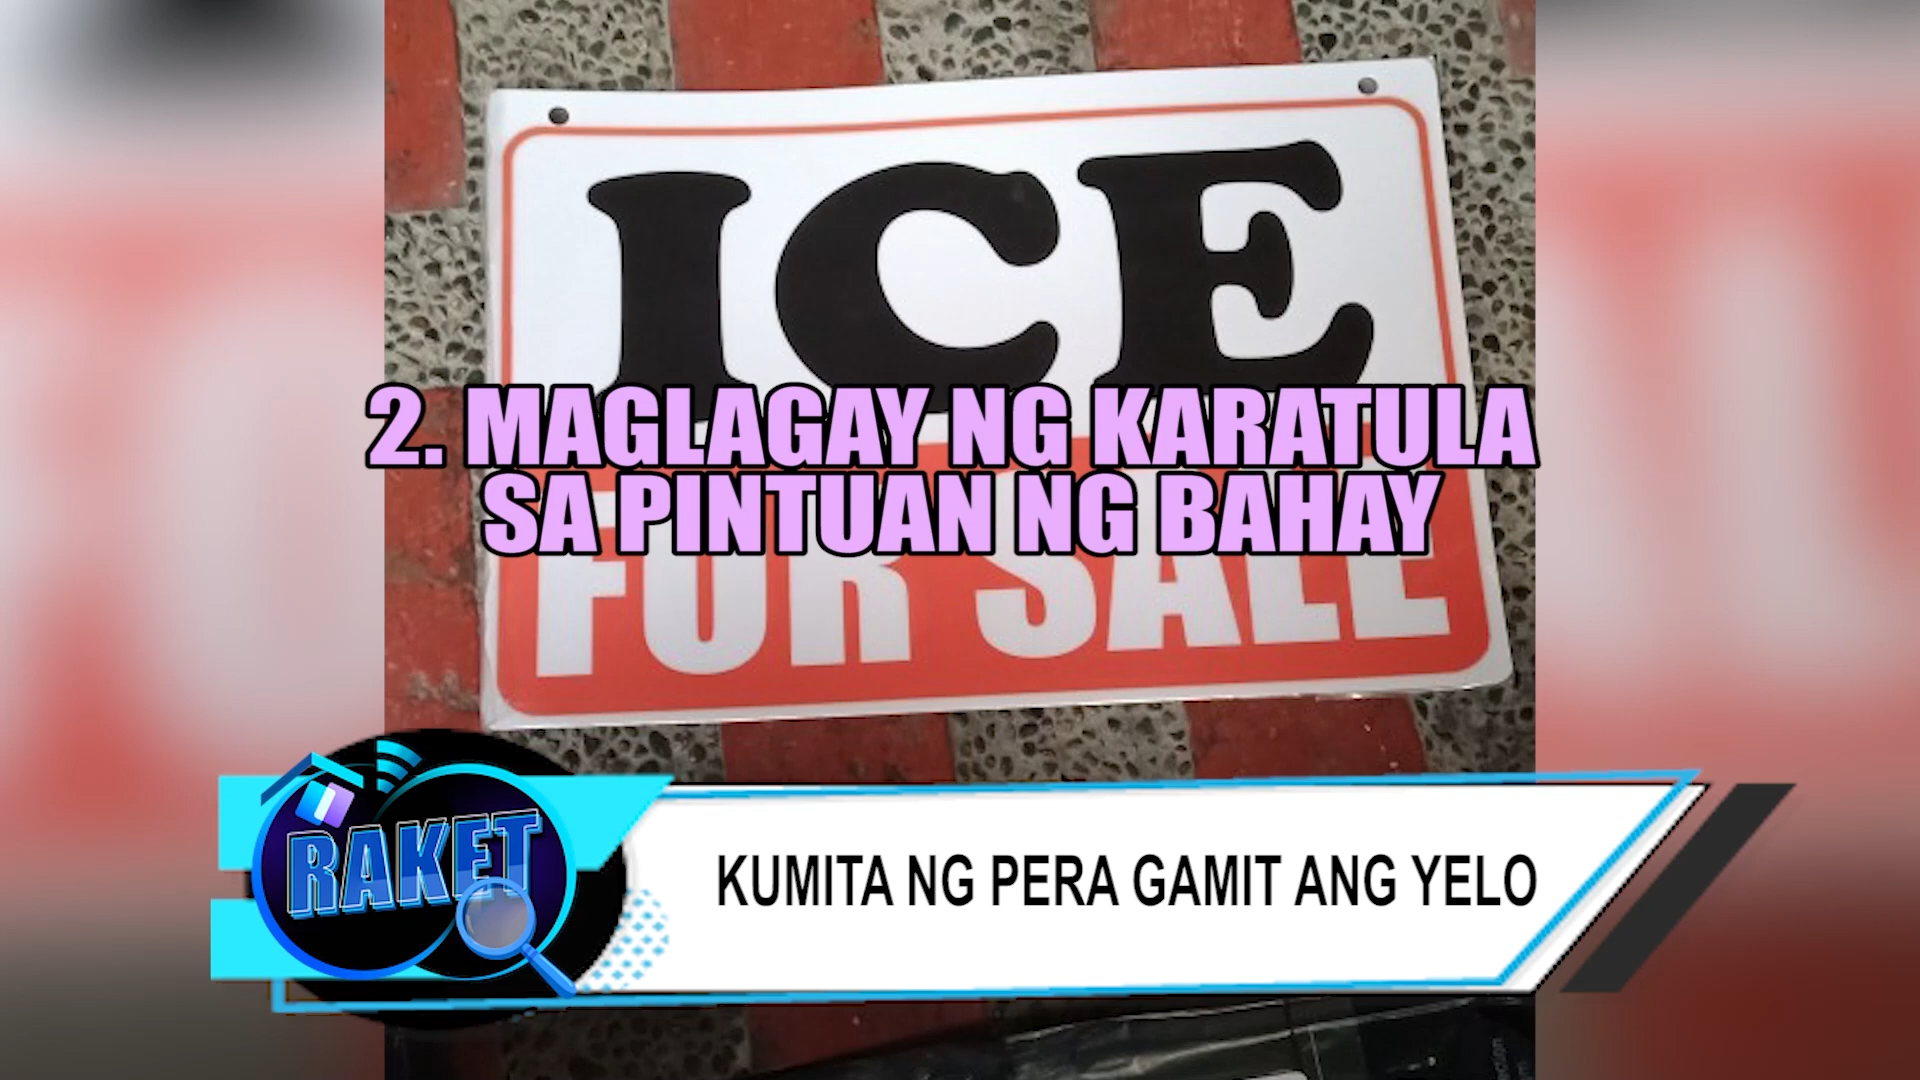 ICE
2. MAGLAGAY NG KARATULA
SA PINTUAN NG BAHAY
FOR SALE
RAKET
KUMITA NG PERA GAMIT ANG YELO